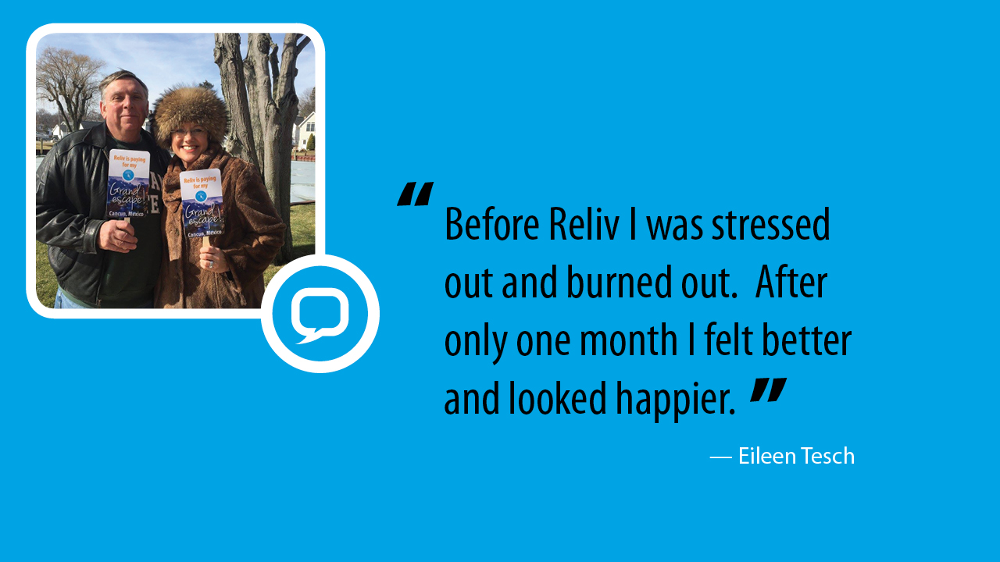 Reliv is paying
for my
Grand
escape!
Cancun, Mexico
Reliv is paying
for my
Grand
escape!
Cancun, Mexico
“Before Reliv I was stressed
out and burned out.  After
only one month I felt better
and looked happier.”
— Eileen Tesch